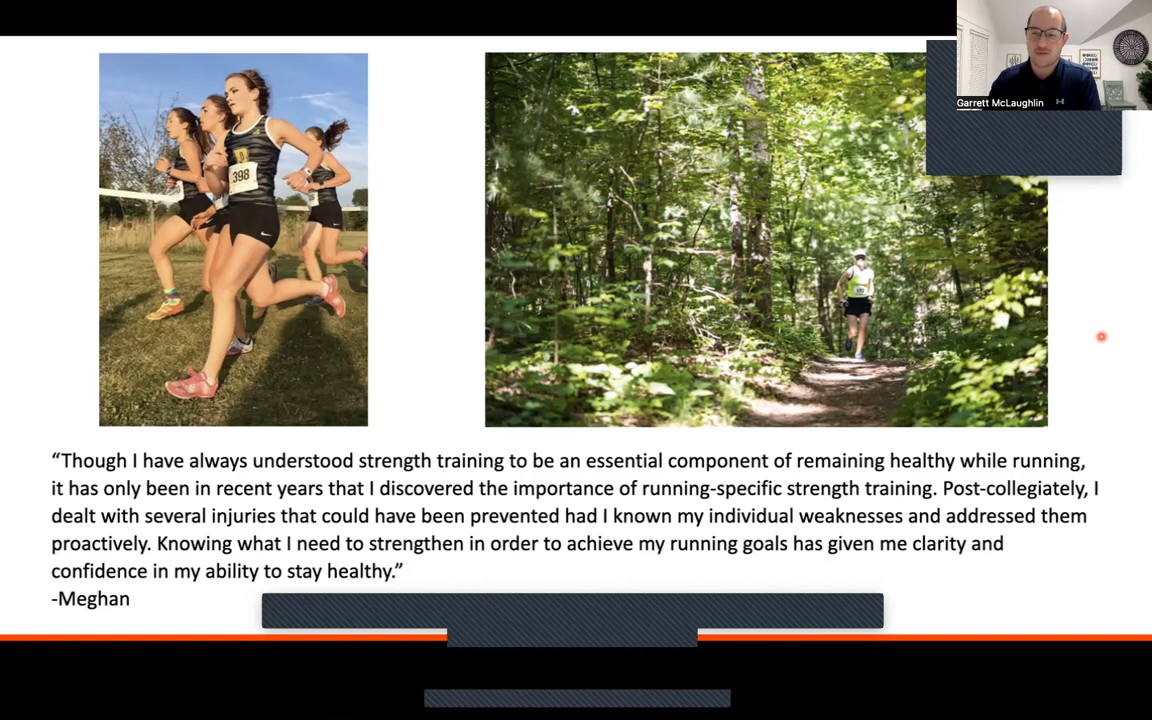 Garrett McLaughlin
398
“Though I have always understood strength training to be an essential component of remaining healthy while running,
it has only been in recent years that I discovered the importance of running-specific strength training. Post-collegiately, I
dealt with several injuries that could have been prevented had I known my individual weaknesses and addressed them
proactively. Knowing what I need to strengthen in order to achieve my running goals has given me clarity and
confidence in my ability to stay healthy.”
-Meghan